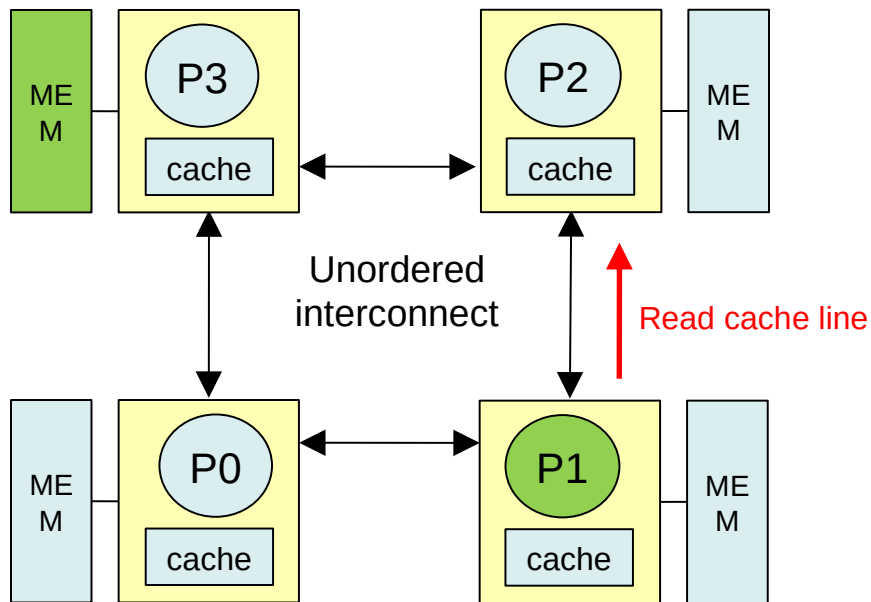 P3
P2
ME
M
ME
M
cache
cache
Unordered
interconnect
Read cache line
P0
P1
ME
M
ME
M
cache
cache